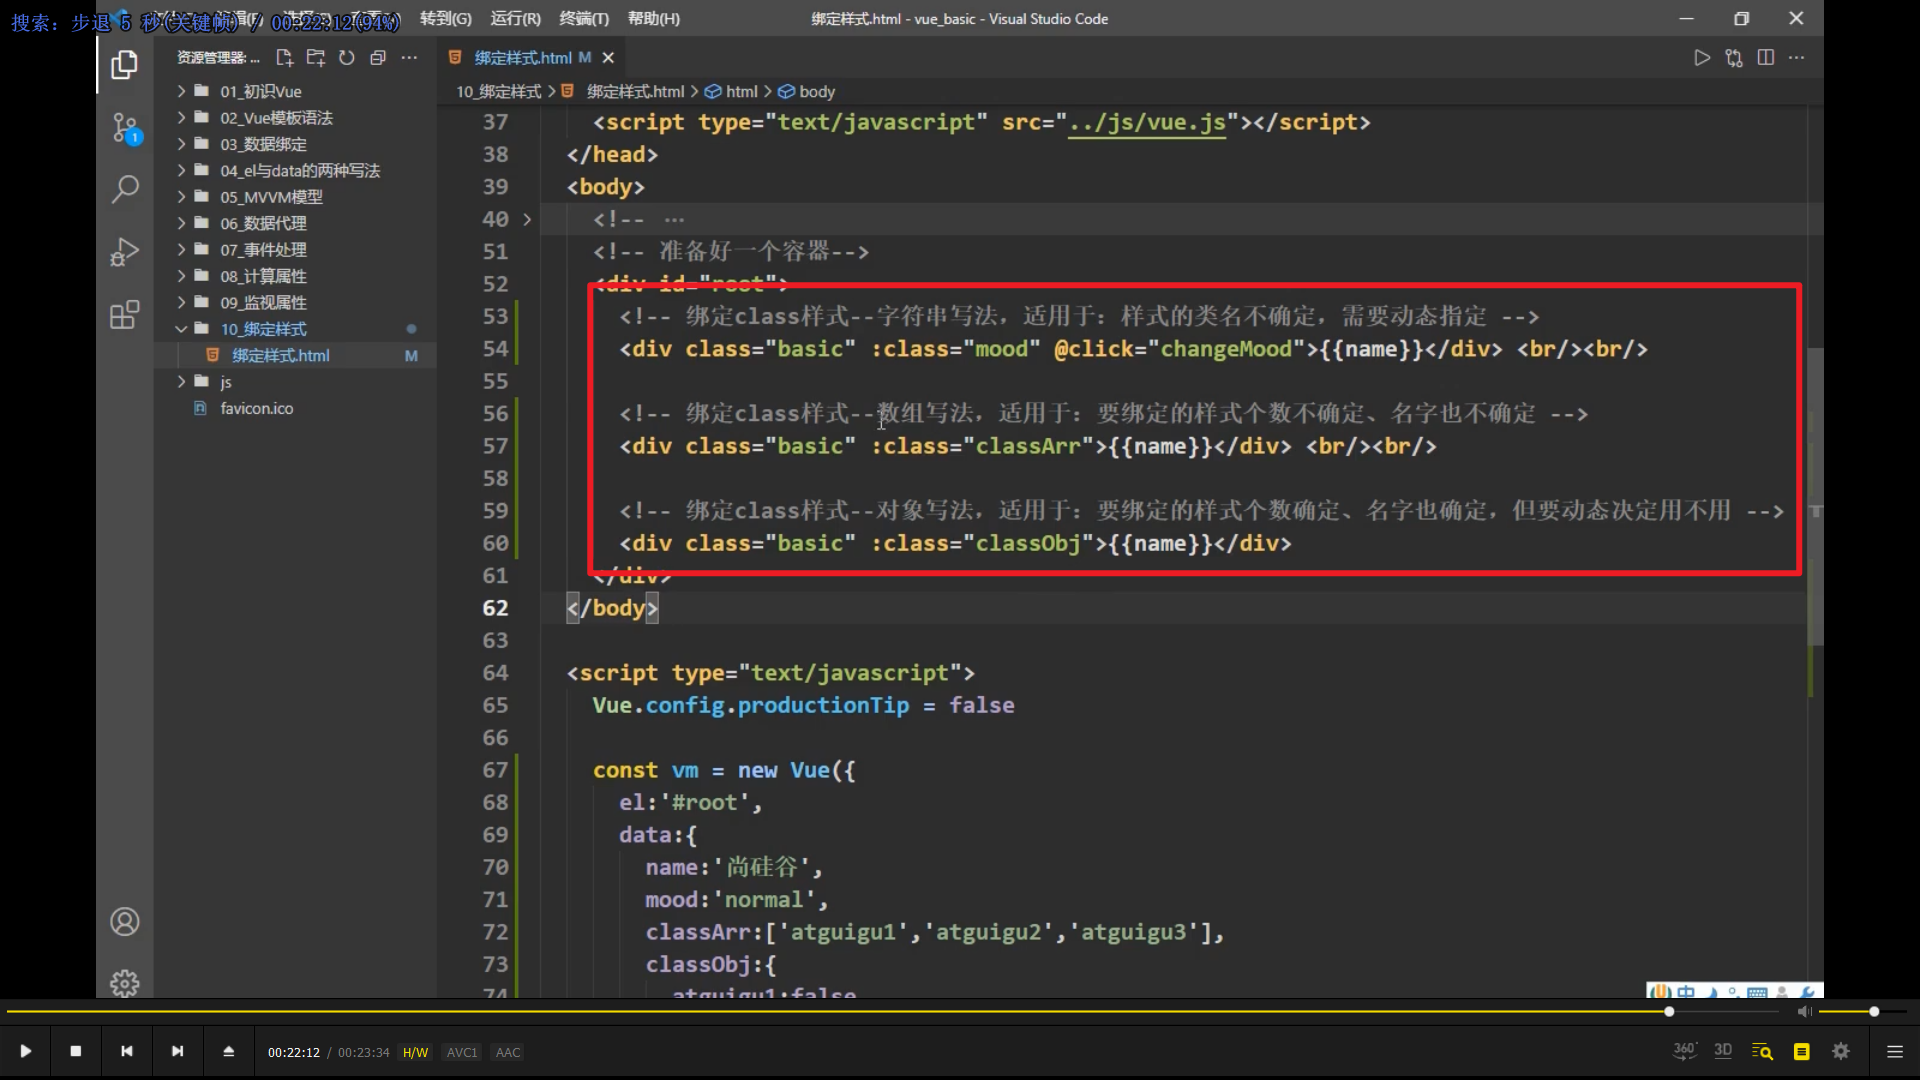 搜索: 步退 5 秒(关键帧) / 00:22:12(94%)
转到(G) 运行(R) 终端(T) 帮助(H)
绑定样式.html - vue_basic - Visual Studio Code
资源管理器: ...
绑定样式.html M
10_绑定样式 > 绑定样式.html > html > body
01_初识Vue
02_Vue模板语法
03_数据绑定
04_el与data的两种写法
05_MVVM模型
06_数据代理
07_事件处理
08_计算属性
09_监视属性
10_绑定样式
绑定样式.html M
js
favicon.ico
1
37 <script type="text/javascript" src="../js/vue.js"></script>
38 </head>
39 <body>
40 <!-- ...
51 <!-- 准备好一个容器-->
52 <div id="root">
53 <!-- 绑定class样式--字符串写法，适用于：样式的类名不确定，需要动态指定 -->
54 <div class="basic" :class="mood" @click="changeMood">{{name}}</div> <br/><br/>
55
56 <!-- 绑定class样式--数组写法，适用于：要绑定的样式个数不确定、名字也不确定 -->
57 <div class="basic" :class="classArr">{{name}}</div> <br/><br/>
58
59 <!-- 绑定class样式--对象写法，适用于：要绑定的样式个数确定、名字也确定，但要动态决定用不用 -->
60 <div class="basic" :class="classObj">{{name}}</div>
61 </div>
62 </body>
63
64 <script type="text/javascript">
65 Vue.config.productionTip = false
66
67 const vm = new Vue({
68 el:'#root',
69 data:{
70 name:'尚硅谷',
71 mood:'normal',
72 classArr:['atguigu1','atguigu2','atguigu3'],
73 classObj:{
74 atguigu1:false
中
00:22:12 / 00:23:34 H/W AVC1 AAC
360° 3D